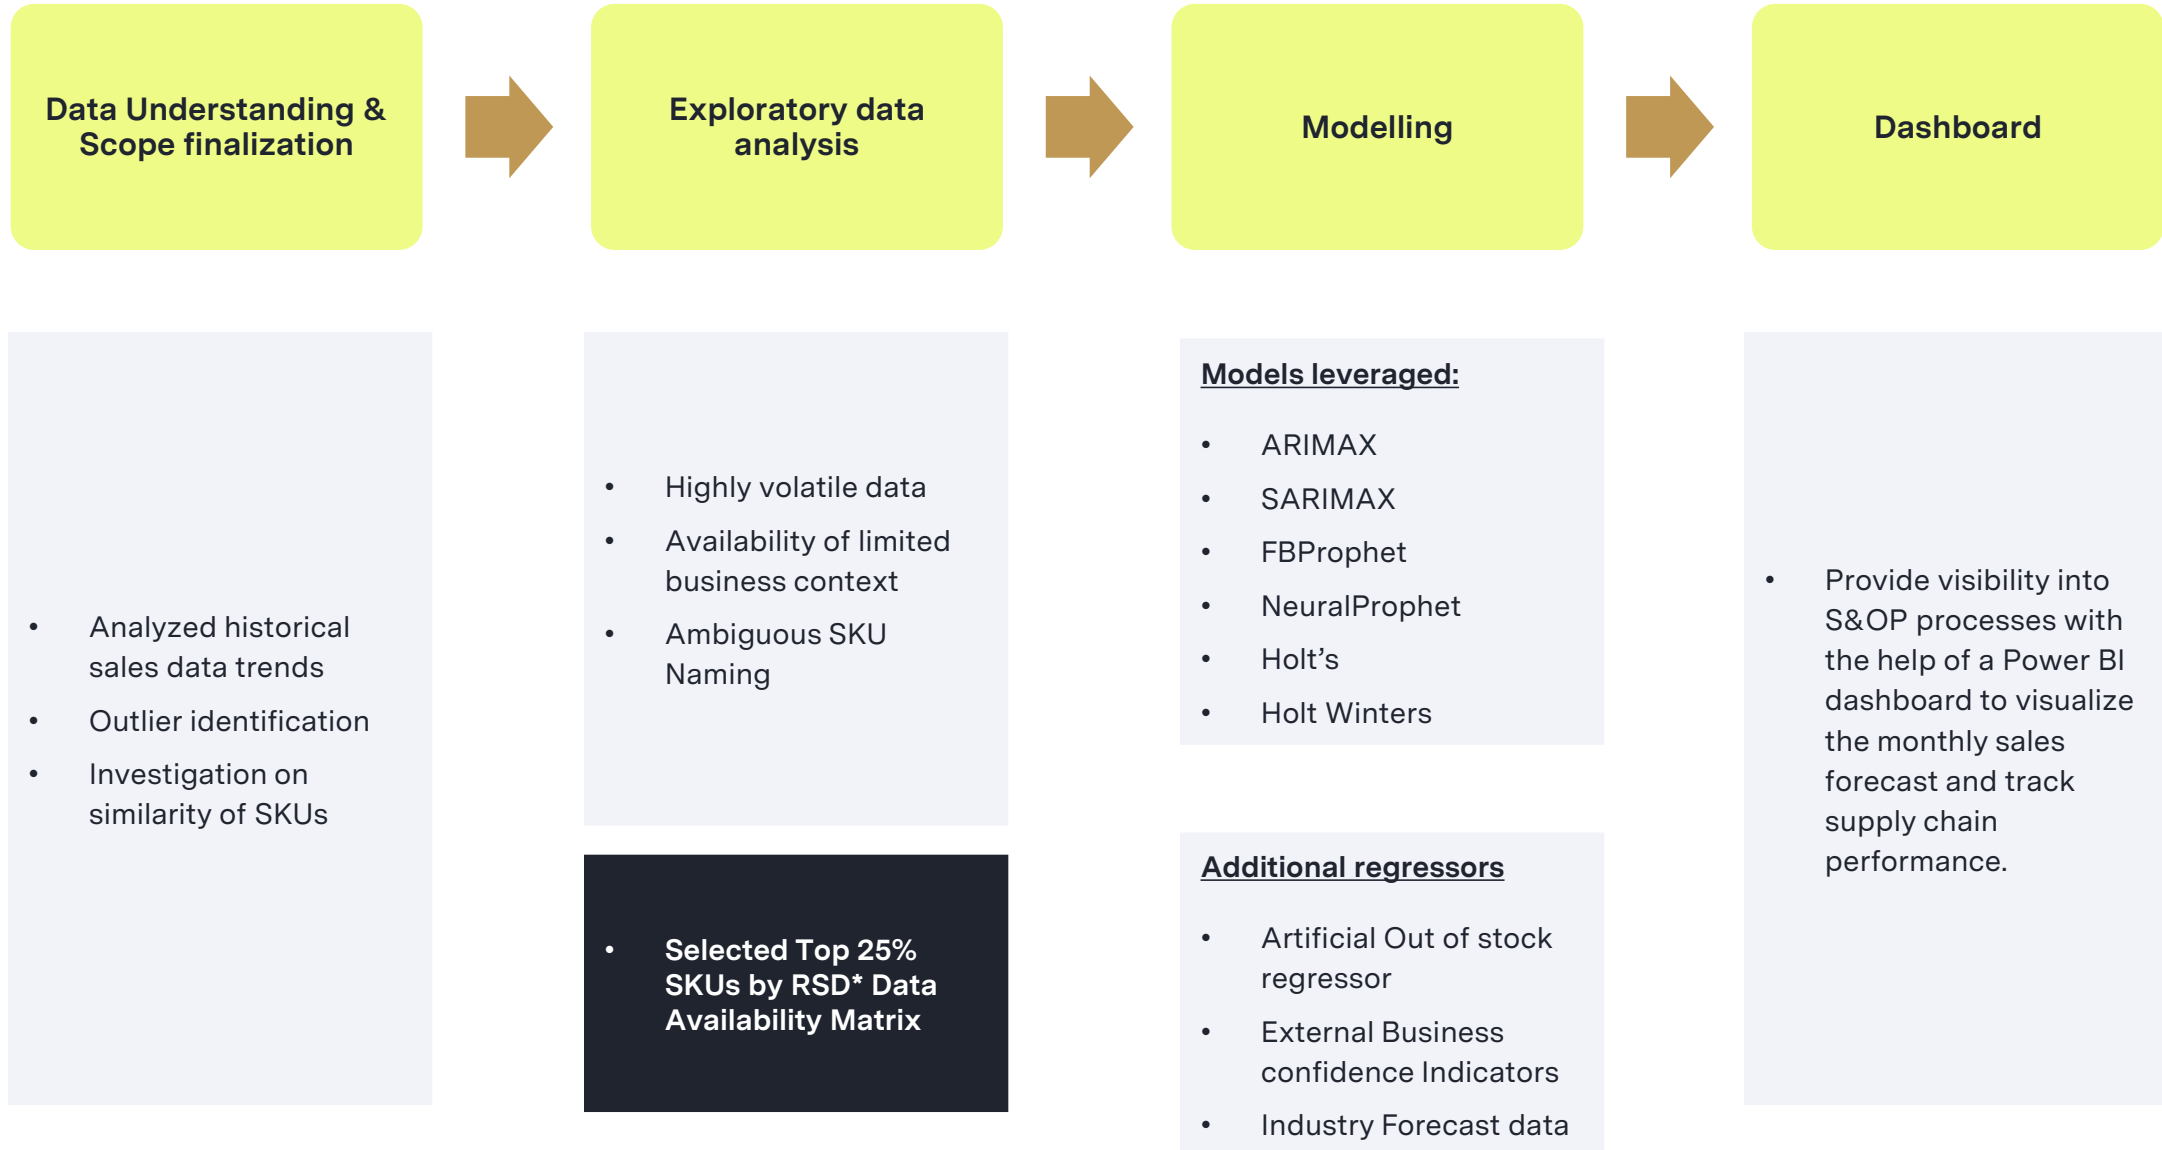 Data Understanding &
Scope finalization
Exploratory data
analysis
Modelling
Dashboard
• Analyzed historical
sales data trends
• Outlier identification
• Investigation on
similarity of SKUs
• Highly volatile data
• Availability of limited
business context
• Ambiguous SKU
Naming
• Selected Top 25%
SKUs by RSD* Data
Availability Matrix
Models leveraged:
• ARIMAX
• SARIMAX
• FBProphet
• NeuralProphet
• Holt’s
• Holt Winters
Additional regressors
• Artificial Out of stock
regressor
• External Business
confidence Indicators
• Industry Forecast data
• Provide visibility into
S&OP processes with
the help of a Power BI
dashboard to visualize
the monthly sales
forecast and track
supply chain
performance.